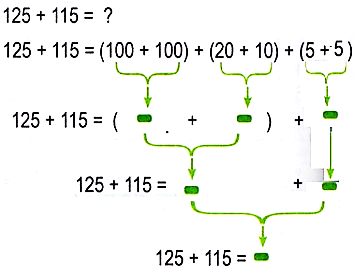 125 + 115 = ?
125 + 115 = (100 + 100) + (20 + 10) + (5 + 5)
125 + 115 = ( + ) +
125 + 115 = +
125 + 115 =